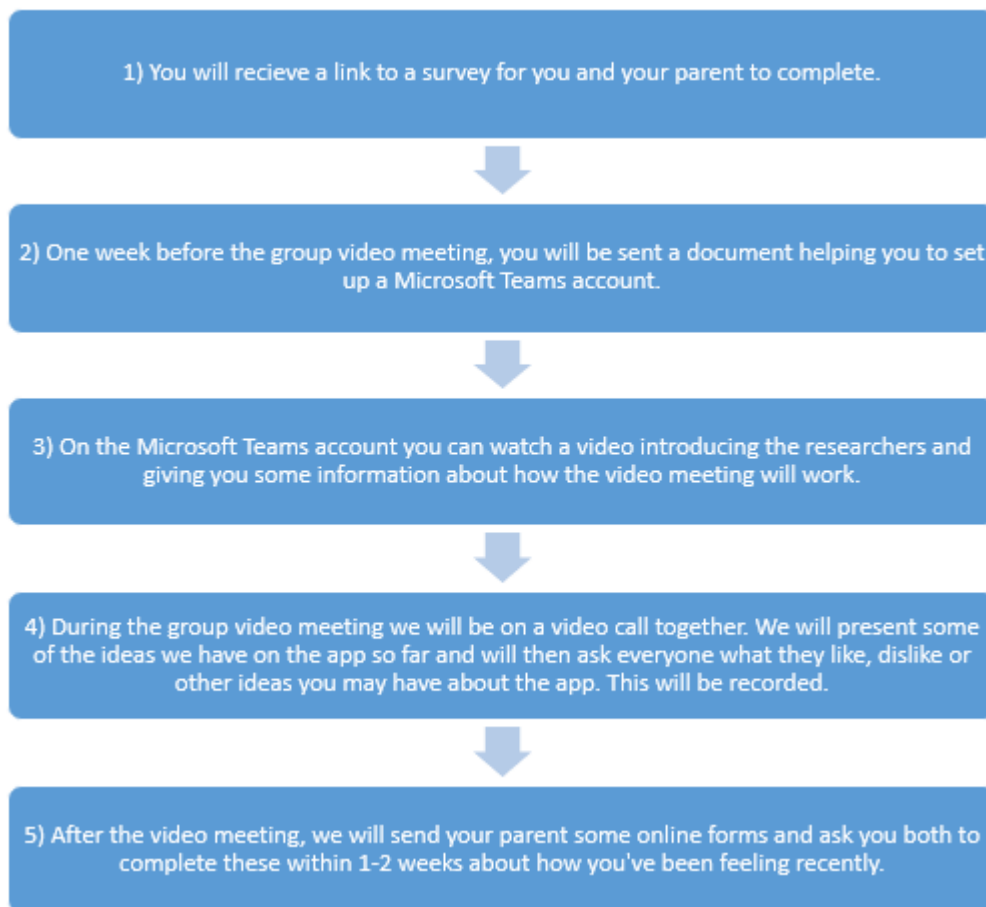 1) You will recieve a link to a survey for you and your parent to complete.
2) One week before the group video meeting, you will be sent a document helping you to set
up a Microsoft Teams account.
3) On the Microsoft Teams account you can watch a video introducing the researchers and
giving you some information about how the video meeting will work.
4) During the group video meeting we will be on a video call together. We will present some
of the ideas we have on the app so far and will then ask everyone what they like, dislike or
other ideas you may have about the app. This will be recorded.
5) After the video meeting, we will send your parent some online forms and ask you both to
complete these within 1-2 weeks about how you've been feeling recently.